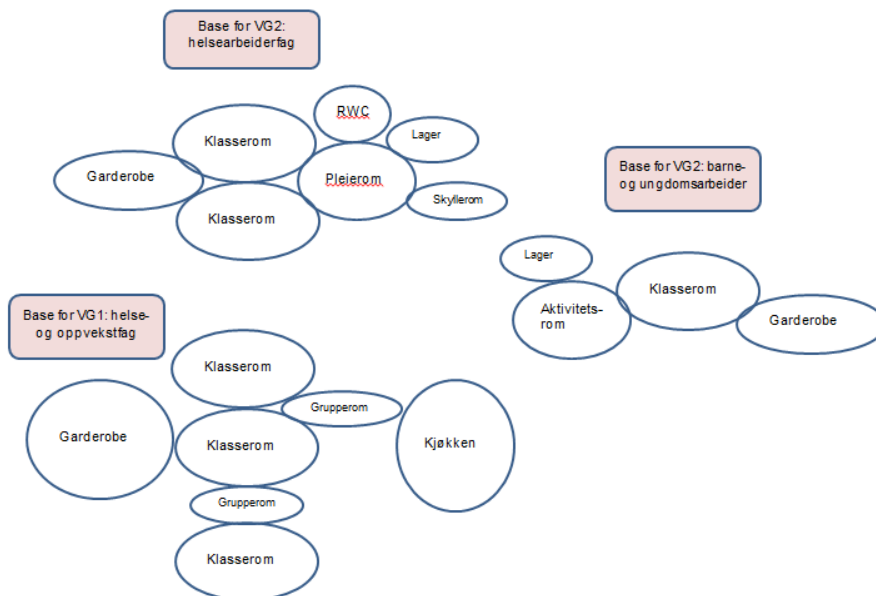 Base for VG2:
helsearbeiderfag
RWC
Klasserom
Lager
Garderobe
Pleierom
Skyllerom
Klasserom
Base for VG2: barne-
og ungdomsarbeider
Lager
Klasserom
Aktivitets-
rom
Garderobe
Base for VG1: helse-
og oppvekstfag
Klasserom
Grupperom
Garderobe
Klasserom
Kjøkken
Grupperom
Klasserom